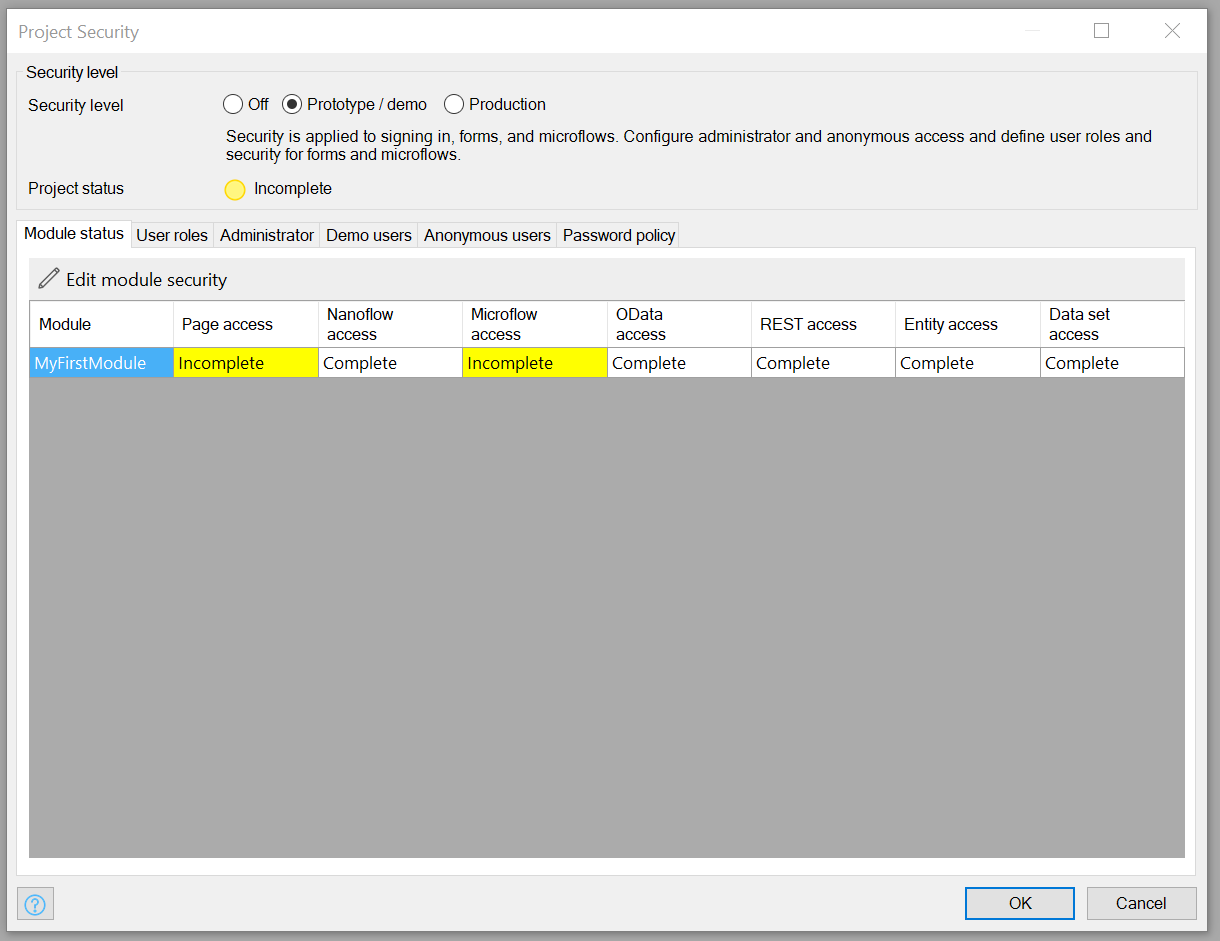 Project Security
Security level
Security level
Off
Prototype / demo
Production
Security is applied to signing in, forms, and microflows. Configure administrator and anonymous access and define user roles and
security for forms and microflows.
Project status
Incomplete
Module status
User roles
Administrator
Demo users
Anonymous users
Password policy
Edit module security
Module
Page access
Nanoflow
access
Microflow
access
OData
access
REST access
Entity access
Data set
access
MyFirstModule
Incomplete
Complete
Incomplete
Complete
Complete
Complete
Complete
?
OK
Cancel